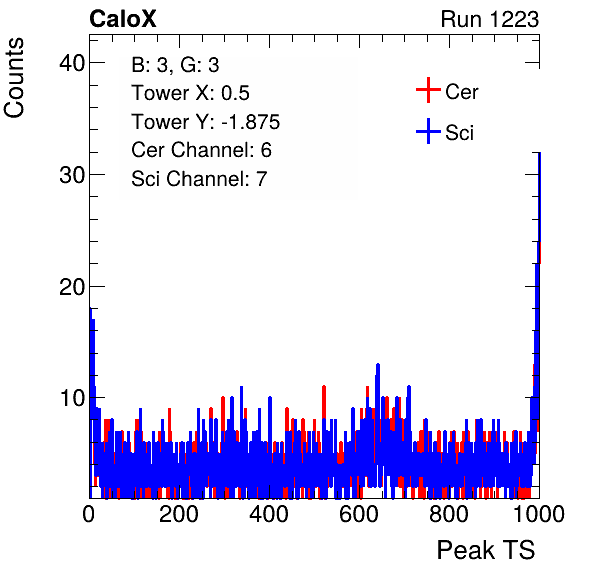 CaloX Run 1223
Counts
40
30
20
10
B: 3, G: 3
Tower X: 0.5
Tower Y: -1.875
Cer Channel: 6
Sci Channel: 7
Cer
Sci
0 200 400 600 800 1000
Peak TS